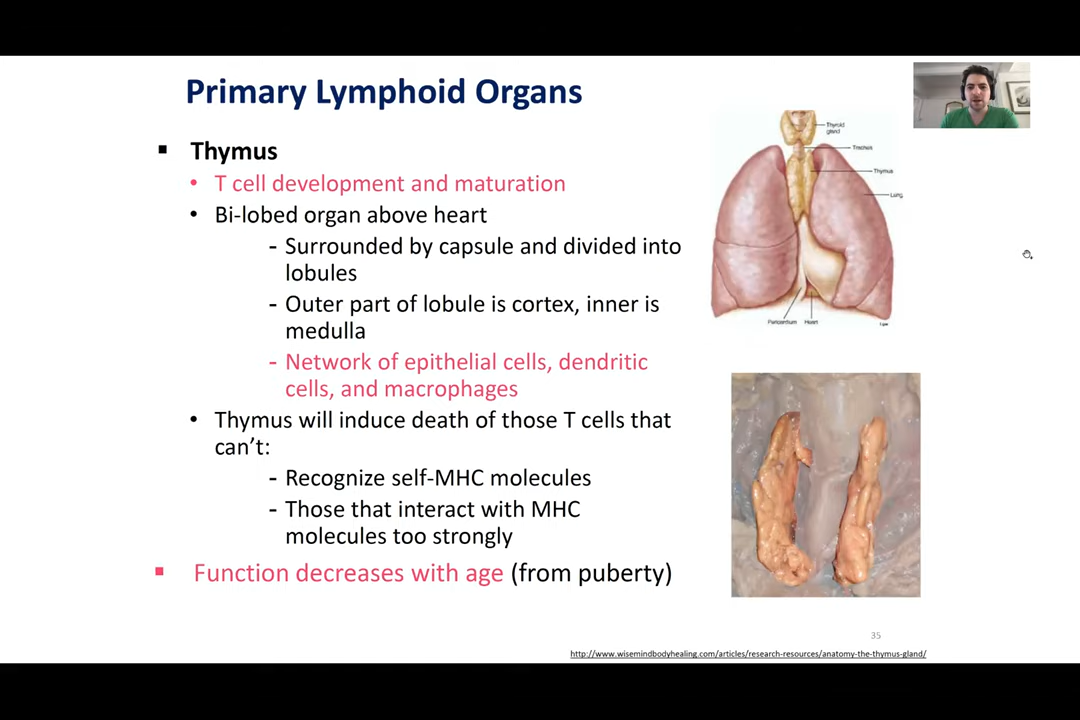 Primary Lymphoid Organs
▪ Thymus
• T cell development and maturation
• Bi-lobed organ above heart
- Surrounded by capsule and divided into
lobules
- Outer part of lobule is cortex, inner is
medulla
- Network of epithelial cells, dendritic
cells, and macrophages
• Thymus will induce death of those T cells that
can't:
- Recognize self-MHC molecules
- Those that interact with MHC
molecules too strongly
▪ Function decreases with age (from puberty)
Thyroid
gland
Trachea
Thymus
Lung
Pericardium
Heart
35
http://www.wisemindbodyhealing.com/articles/research-resources/anatomy-the-thymus-gland/